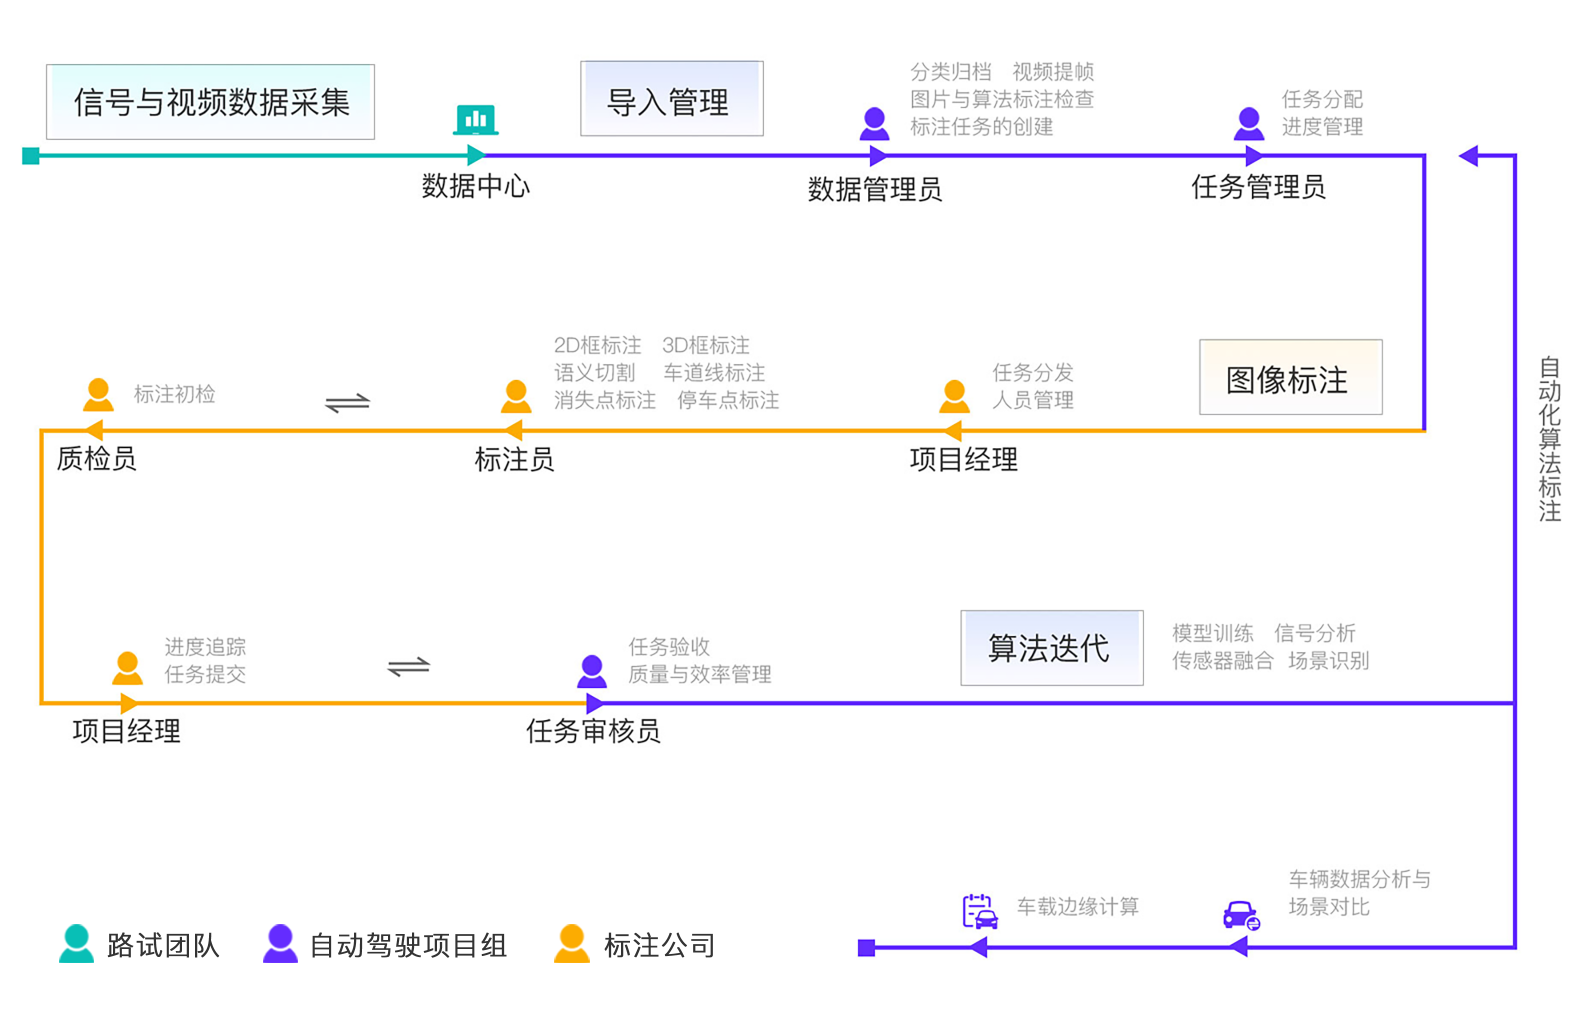 信号与视频数据采集
数据中心
导入管理
分类归档 视频提帧
图片与算法标注检查
标注任务的创建
数据管理员
任务分配
进度管理
任务管理员
自动化算法标注
图像标注
任务分发
人员管理
项目经理
2D框标注 3D框标注
语义切割 车道线标注
消失点标注 停车点标注
标注员
标注初检
质检员
进度追踪
任务提交
项目经理
任务验收
质量与效率管理
任务审核员
算法迭代
模型训练 信号分析
传感器融合 场景识别
车辆数据分析与
场景对比
车载边缘计算
路试团队
自动驾驶项目组
标注公司